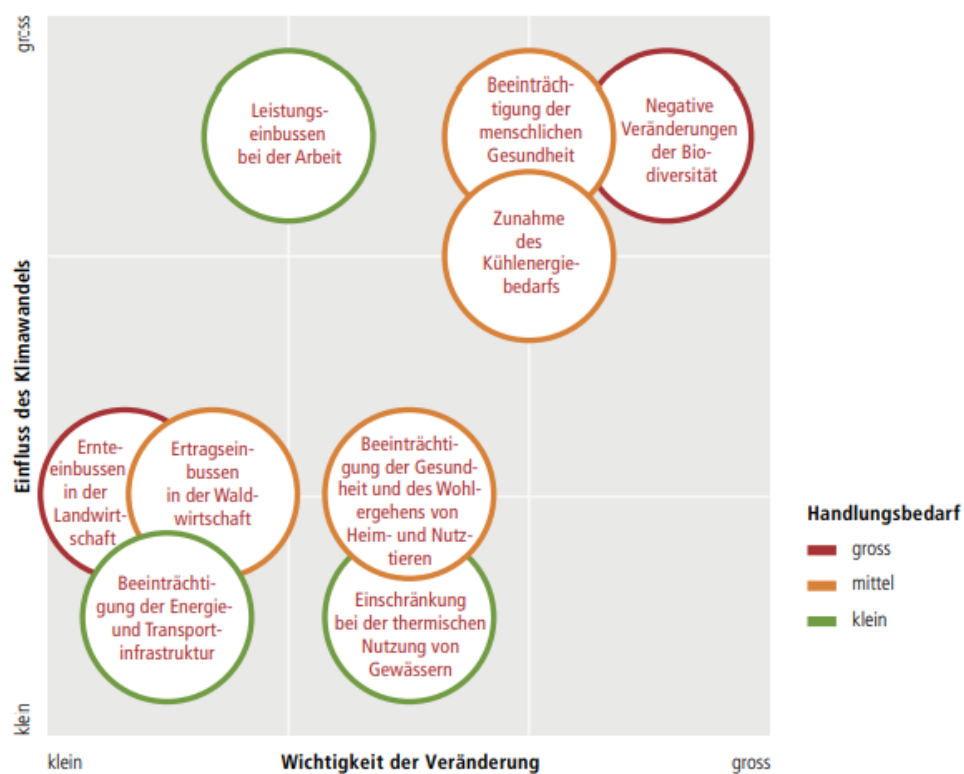 gross
Einfluss des Klimawandels
klein
Leistungs-
einbussen
bei der Arbeit
Beeinträch-
tigung der
menschlichen
Gesundheit
Negative
Veränderungen
der Bio-
diversität
Zunahme
des
Kühlenergie-
bedarfs
Ernte-
einbussen
in der
Landwirt-
schaft
Ertragsein-
bussen
in der Wald-
wirtschaft
Beeinträchti-
gung der Gesund-
heit und des Wohl-
ergehens von
Heim- und Nutz-
tieren
Beeinträchti-
gung der Energie-
und Transport-
infrastruktur
Einschränkung
bei der thermischen
Nutzung von
Gewässern
klein
Wichtigkeit der Veränderung
gross
Handlungsbedarf
gross
mittel
klein